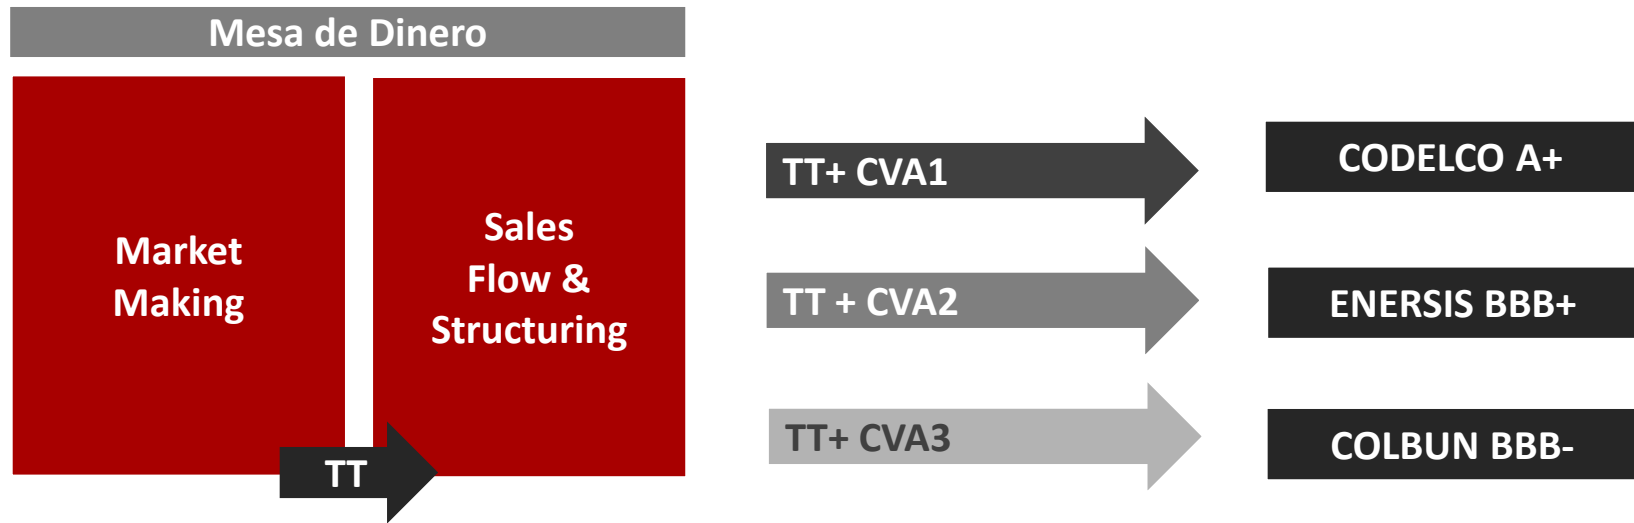 Mesa de Dinero
Market
Making
Sales
Flow &
Structuring
TT
TT+ CVA1
CODELCO A+
TT + CVA2
ENERSIS BBB+
TT+ CVA3
COLBUN BBB-